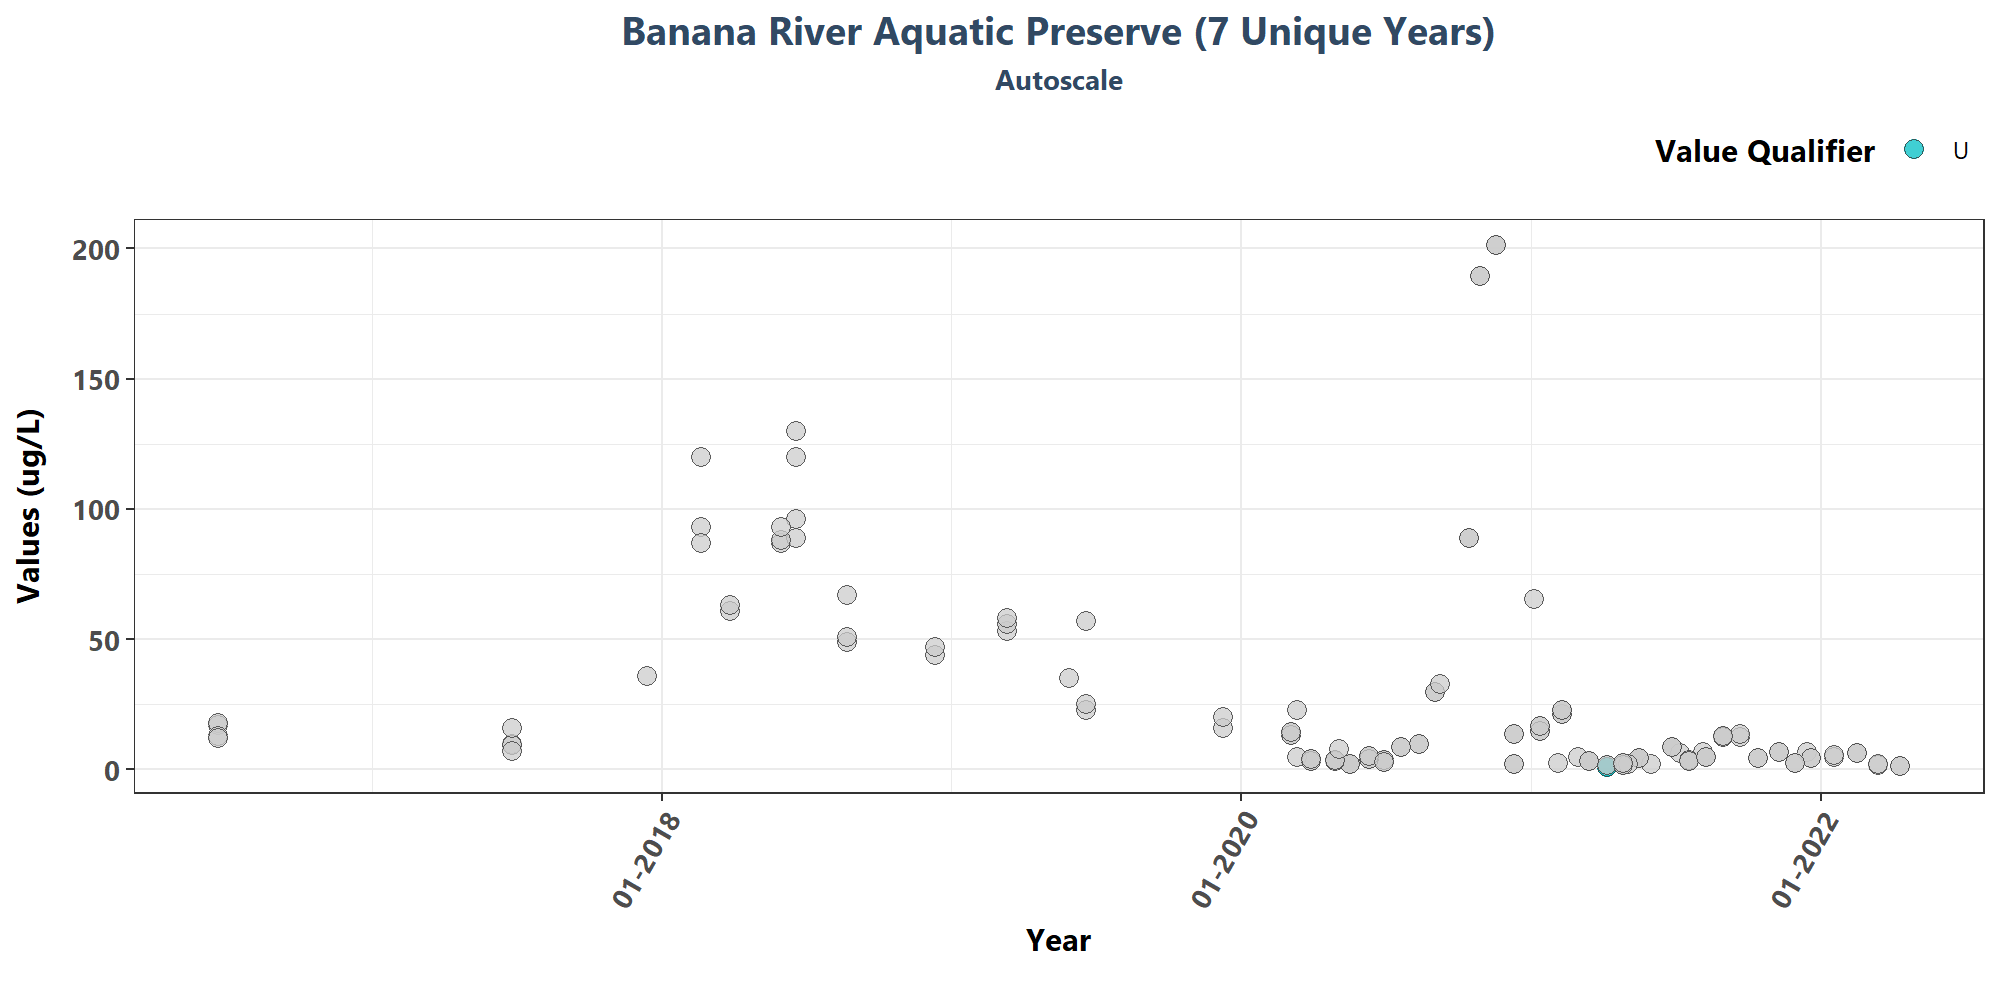 Banana River Aquatic Preserve (7 Unique Years)
Autoscale
Value Qualifier U
Values (ug/L)
200
150
100
50
0
01-2018
01-2020
01-2022
Year